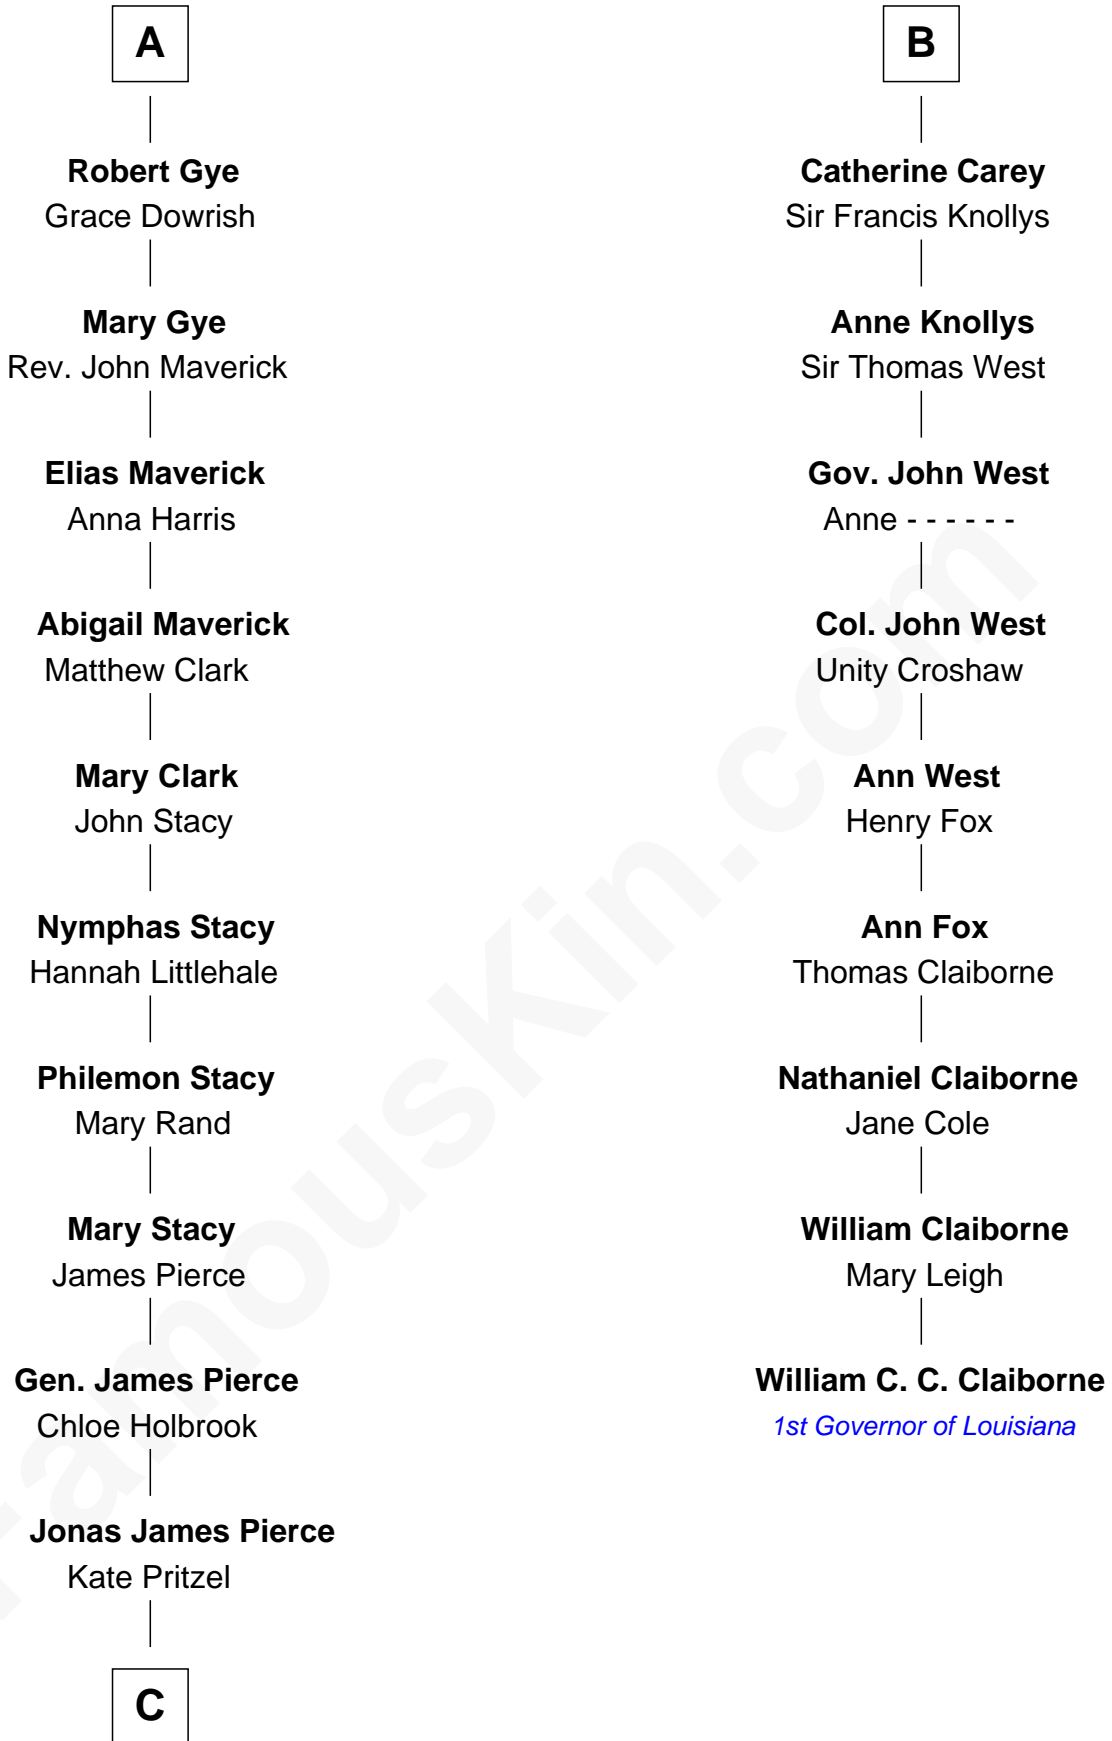 A
Robert Gye
Grace Dowrish
Mary Gye
Rev. John Maverick
Elias Maverick
Anna Harris
Abigail Maverick
Matthew Clark
Mary Clark
John Stacy
Nymphas Stacy
Hannah Littlehale
Philemon Stacy
Mary Rand
Mary Stacy
James Pierce
Gen. James Pierce
Chloe Holbrook
Jonas James Pierce
Kate Pritzel
C
B
Catherine Carey
Sir Francis Knollys
Anne Knollys
Sir Thomas West
Gov. John West
Anne - - - - - -
Col. John West
Unity Croshaw
Ann West
Henry Fox
Ann Fox
Thomas Claiborne
Nathaniel Claiborne
Jane Cole
William Claiborne
Mary Leigh
William C. C. Claiborne
1st Governor of Louisiana
FamousKin.com